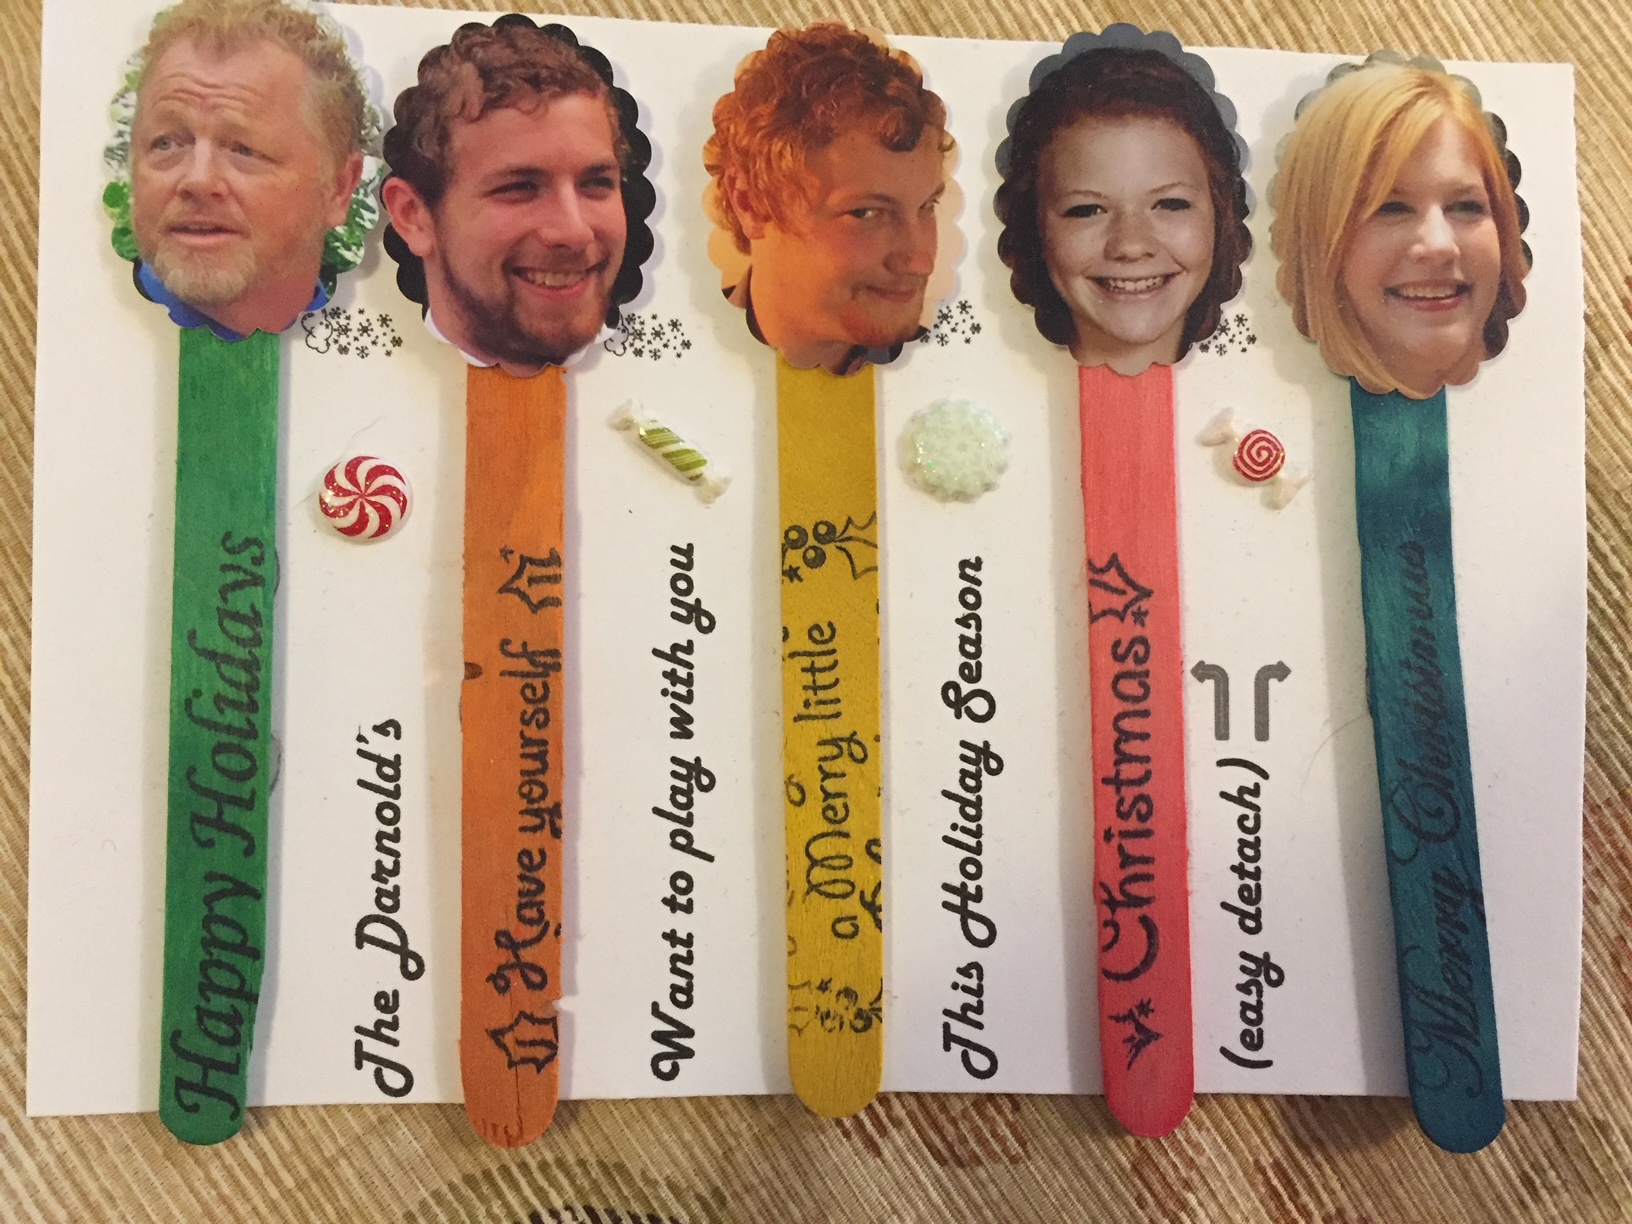 Happy Holidays
The Darnold's
Have yourself
Want to play with you
a Merry little
This Holiday Season
Christmas
(easy detach)
Merry Christmas